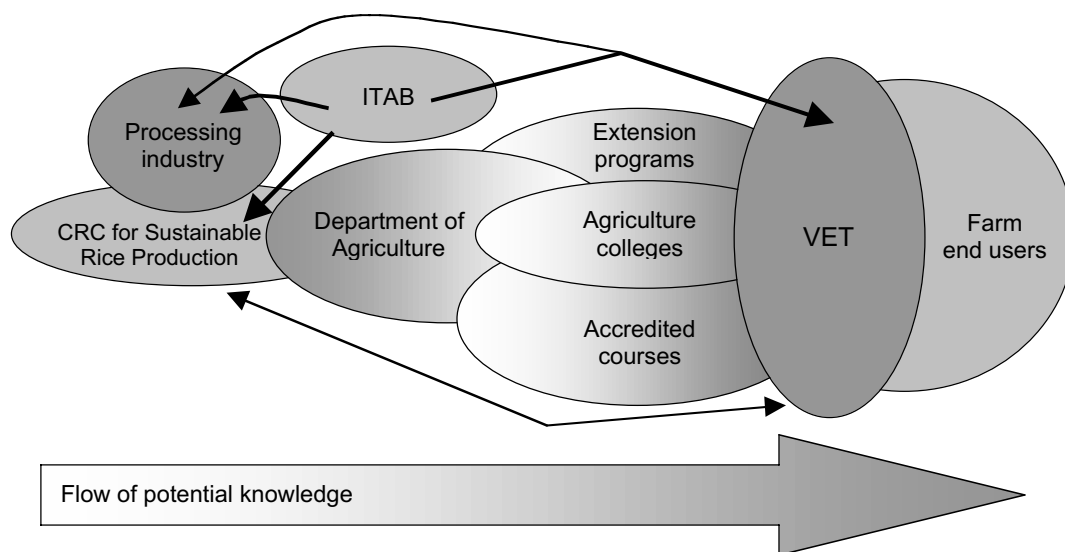 ITAB
Processing
industry
Extension
programs
CRC for Sustainable
Rice Production
Department of
Agriculture
Agriculture
colleges
VET
Farm
end users
Accredited
courses
Flow of potential knowledge